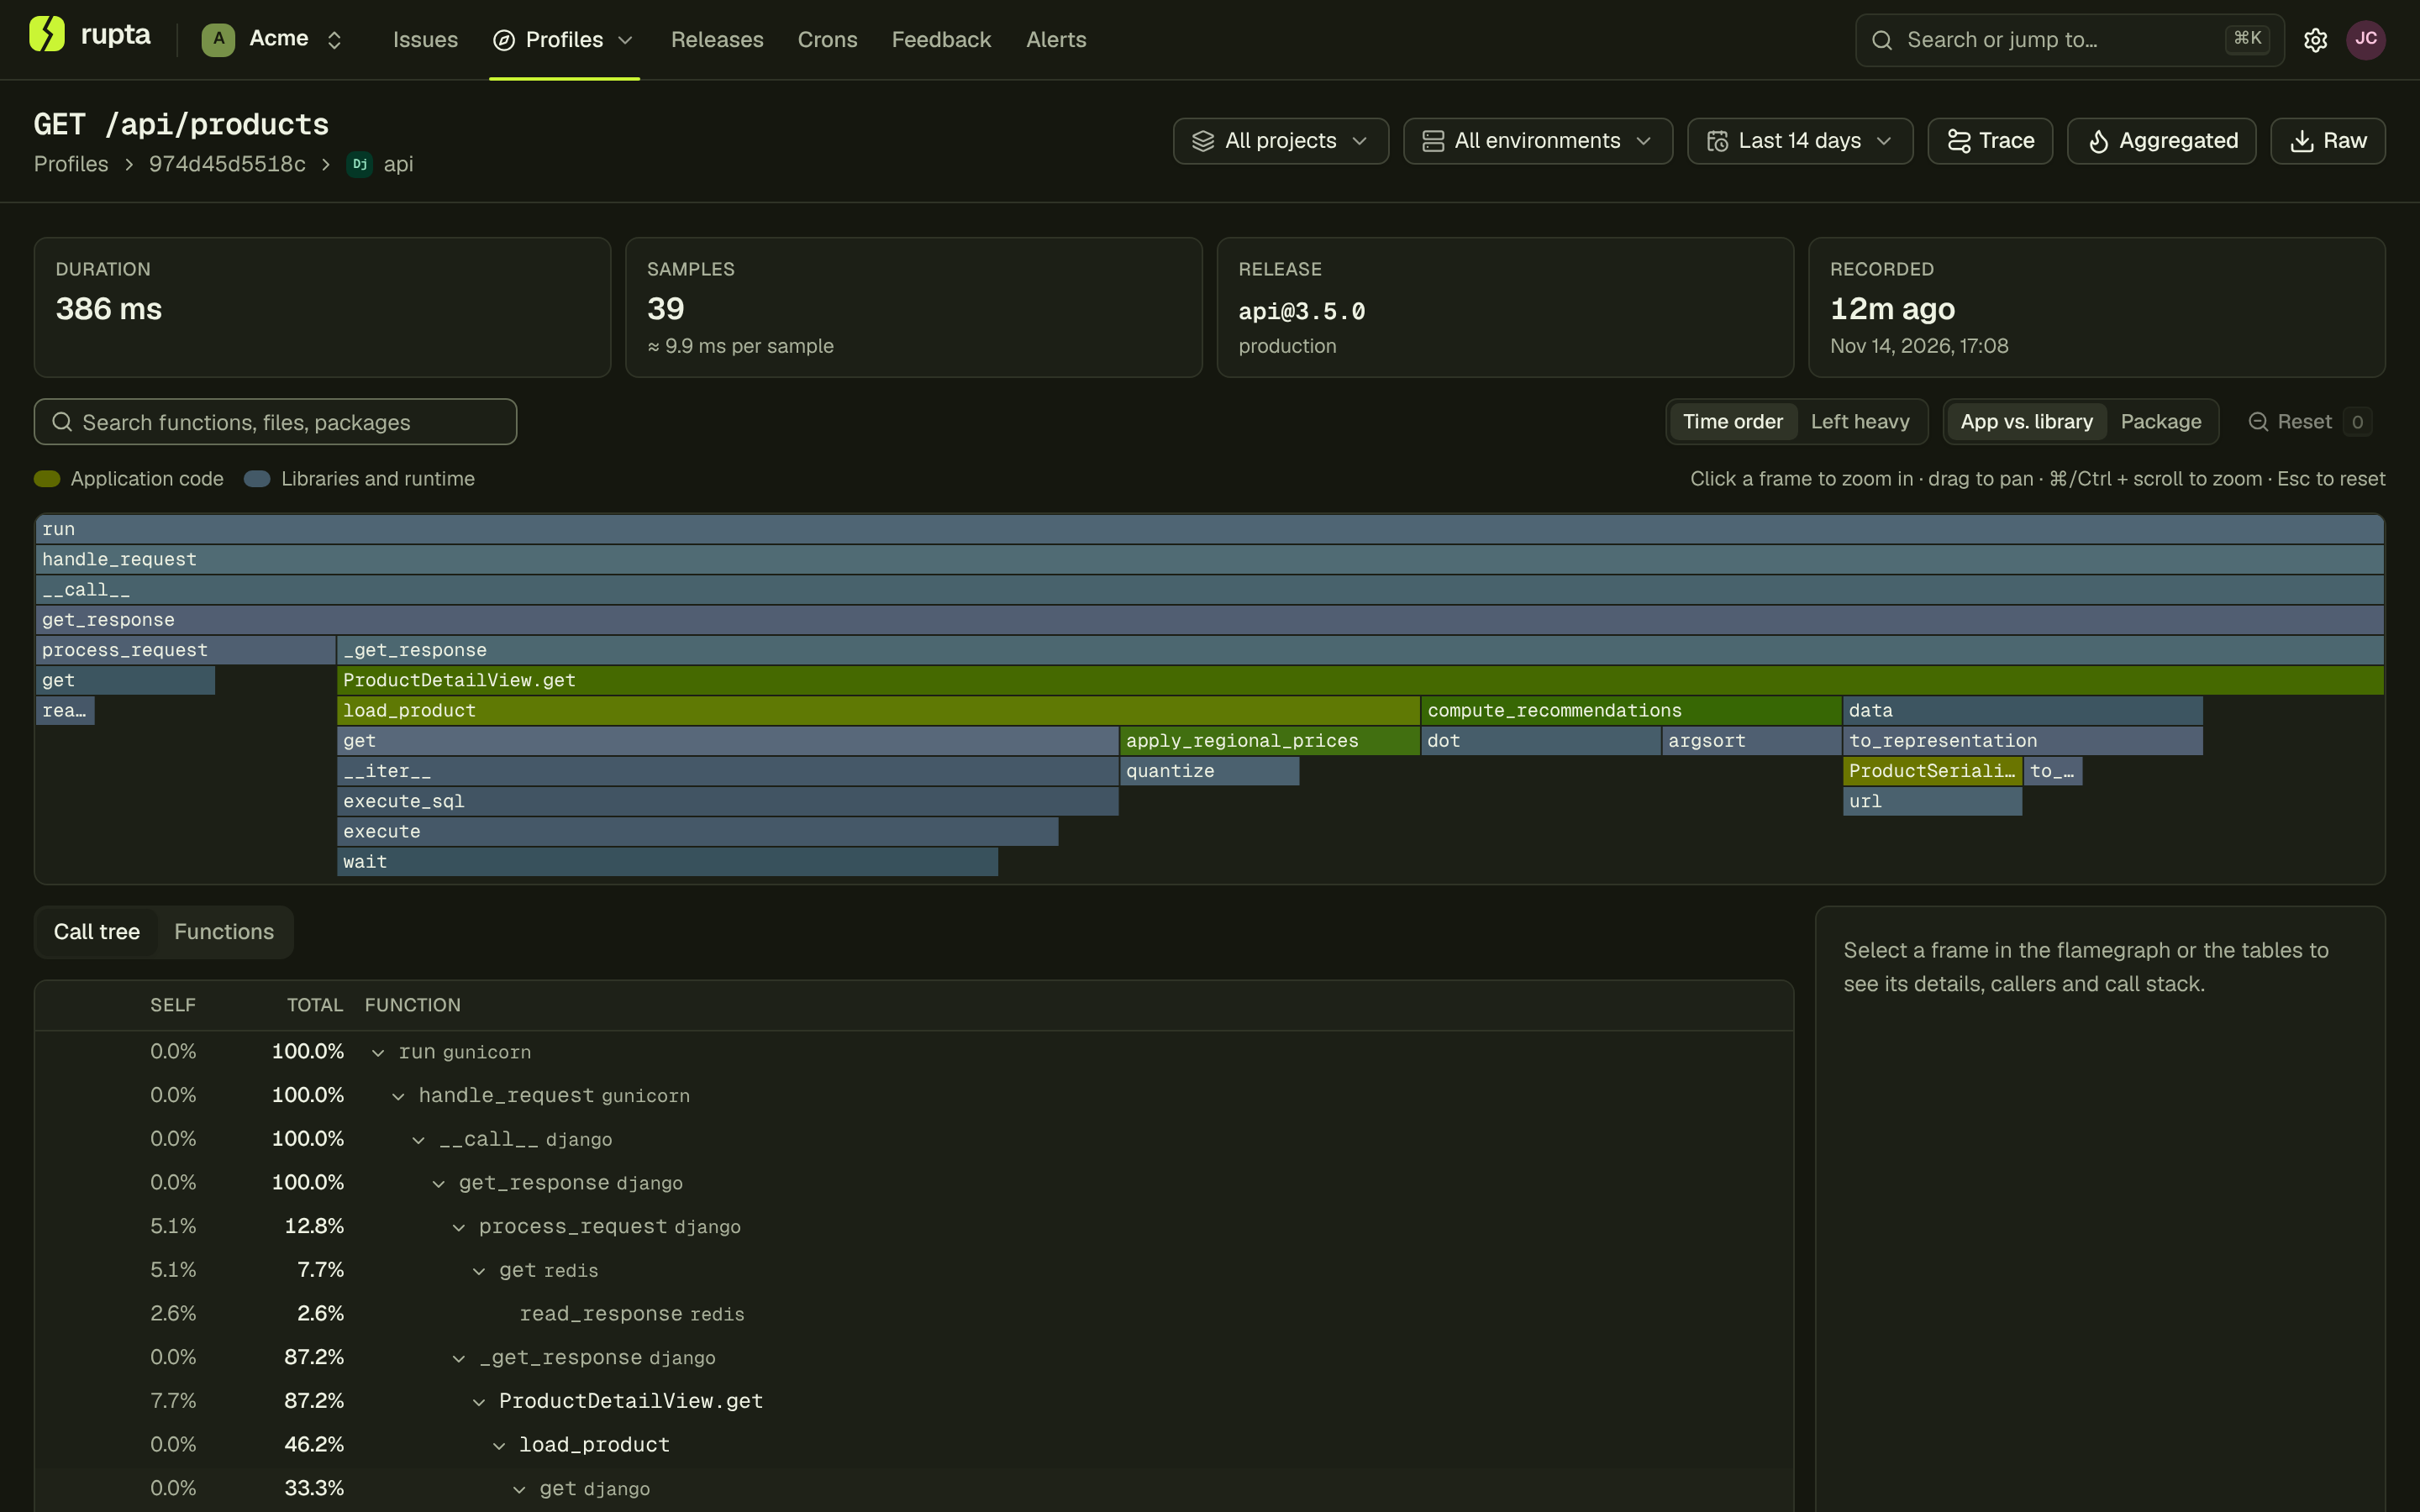 rupta
A Acme
Issues
Profiles
Releases
Crons
Feedback
Alerts
Search or jump to…
⌘K
JC
GET /api/products
Profiles > 974d45d5518c > Dj api
All projects
All environments
Last 14 days
Trace
Aggregated
Raw
DURATION
386 ms
SAMPLES
39
≈ 9.9 ms per sample
RELEASE
api@3.5.0
production
RECORDED
12m ago
Nov 14, 2026, 17:08
Search functions, files, packages
Time order
Left heavy
App vs. library
Package
Reset 0
Application code
Libraries and runtime
Click a frame to zoom in · drag to pan · ⌘/Ctrl + scroll to zoom · Esc to reset
run
handle_request
__call__
get_response
process_request _get_response
get ProductDetailView.get
rea… load_product compute_recommendations data
get apply_regional_prices dot argsort to_representation
__iter__ quantize ProductSeriali… to_…
execute_sql url
execute
wait
Call tree
Functions
Select a frame in the flamegraph or the tables to
see its details, callers and call stack.
SELF TOTAL FUNCTION
0.0% 100.0% run gunicorn
0.0% 100.0% handle_request gunicorn
0.0% 100.0% __call__ django
0.0% 100.0% get_response django
5.1% 12.8% process_request django
5.1% 7.7% get redis
2.6% 2.6% read_response redis
0.0% 87.2% _get_response django
7.7% 87.2% ProductDetailView.get
0.0% 46.2% load_product
0.0% 33.3% get django